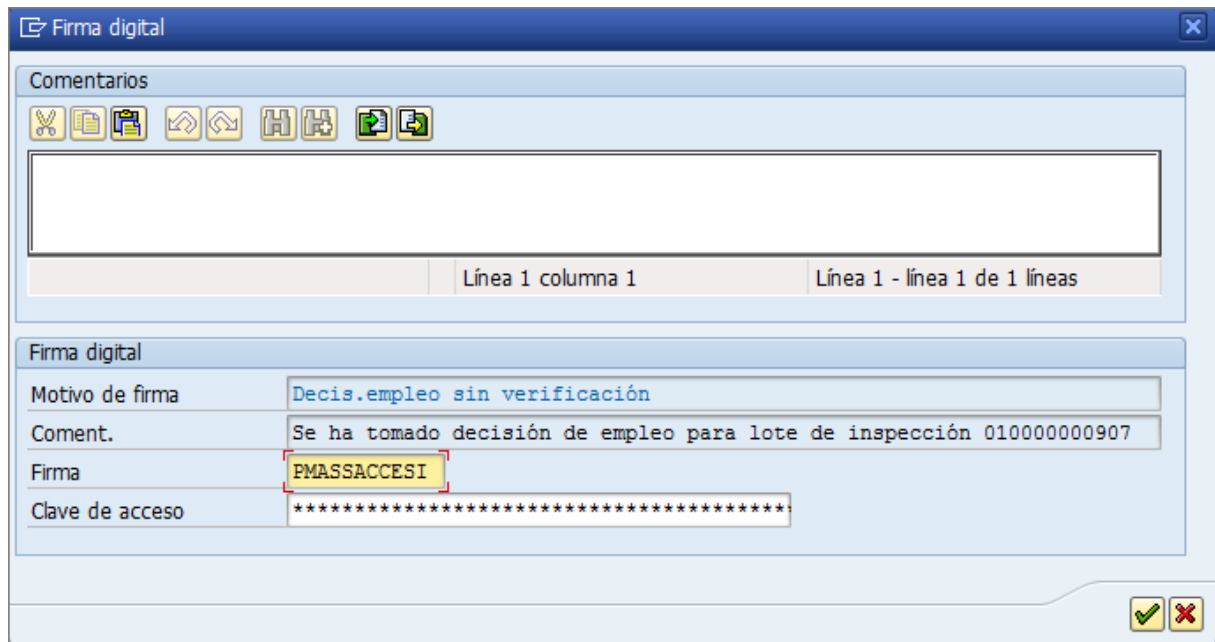 Firma digital
Comentarios
Línea 1 columna 1 Línea 1 - línea 1 de 1 líneas
Firma digital
Motivo de firma Decis.empleo sin verificación
Coment. Se ha tomado decisión de empleo para lote de inspección 010000000907
Firma PMASSACCESI
Clave de acceso ****************************************